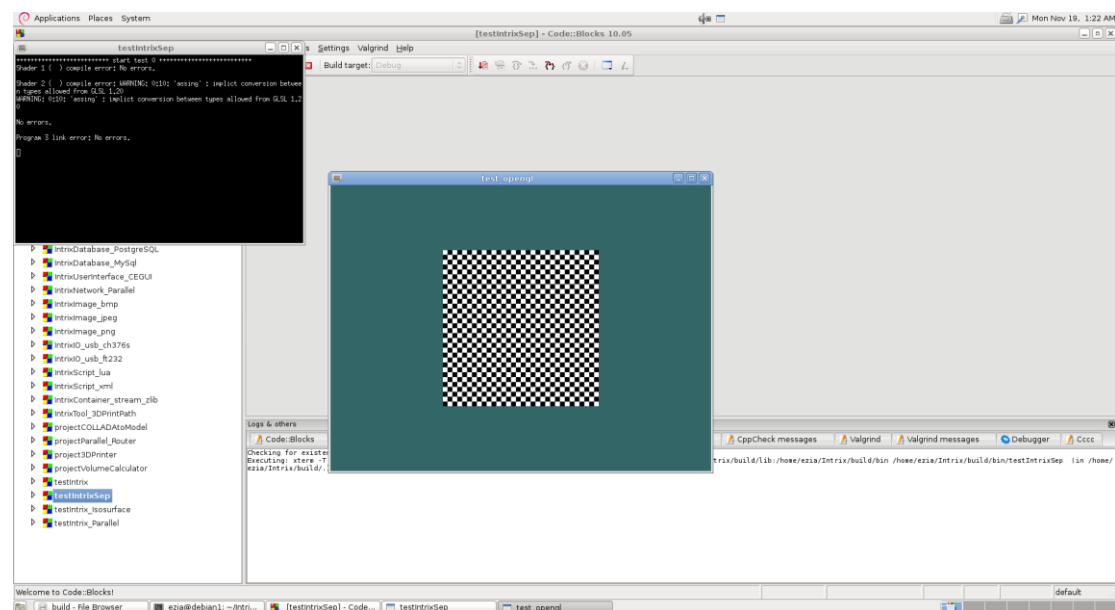 Applications Places System
Mon Nov 19, 1:22 AM
[testIntrixSep] - Code::Blocks 10.05
testIntrixSep
s Settings Valgrind Help
Build target: Debug
************************** start test 0 **************************
Shader 1 ( ) compile error: No errors.
Shader 2 ( ) compile error: WARNING: 0:10: 'assing' : implict conversion betwee
n types allowed from GLSL 1.20
WARNING: 0:10: 'assing' : implict conversion between types allowed from GLSL 1.2
0
No errors.
Program 3 link error: No errors.
test opengl
IntrixDatabase_PostgreSQL
IntrixDatabase_MySql
IntrixUserInterface_CEGUI
IntrixNetwork_Parallel
IntrixImage_bmp
IntrixImage_jpeg
IntrixImage_png
IntrixIO_usb_ch376s
IntrixIO_usb_ft232
IntrixScript_lua
IntrixScript_xml
IntrixContainer_stream_zlib
IntrixTool_3DPrintPath
projectCOLLADAtoModel
projectParallel_Router
project3DPrinter
projectVolumeCalculator
testIntrix
testIntrixSep
testIntrix_Isosurface
testIntrix_Parallel
Logs & others
Code::Blocks
CppCheck messages
Valgrind
Valgrind messages
Debugger
Cccc
Checking for existe
Executing: xterm -T
trix/build/lib:/home/ezia/Intrix/build/bin /home/ezia/Intrix/build/bin/testIntrixSep (in /home/
ezia/Intrix/build/.
Welcome to Code::Blocks!
default
build - File Browser
ezia@debian1: ~/Intri...
[testIntrixSep] - Code...
testIntrixSep
test opengl